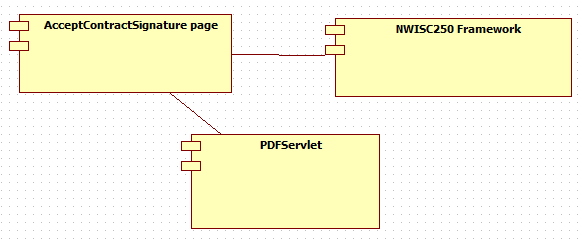 AcceptContractSignature page
NWISC250 Framework
PDFServlet